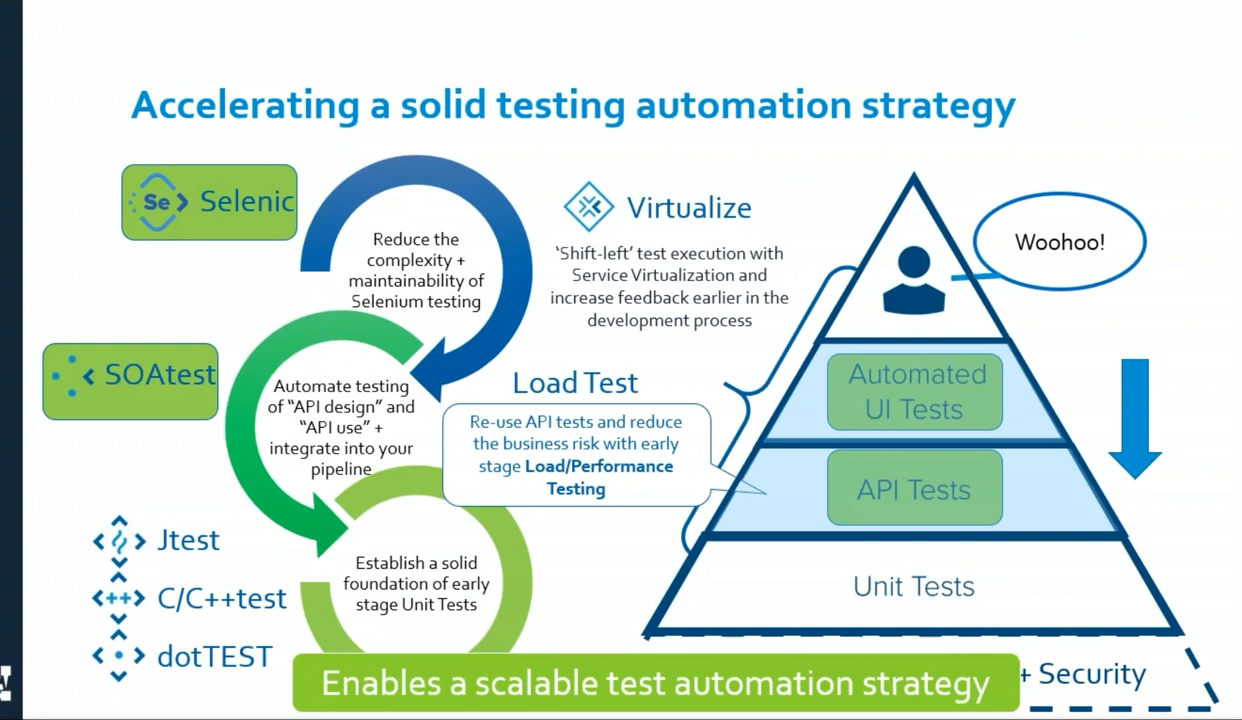 Accelerating a solid testing automation strategy
Se
Selenic
Reduce the
complexity +
maintainability of
Selenium testing
Virtualize
‘Shift-left’ test execution with
Service Virtualization and
increase feedback earlier in the
development process
Woohoo!
SOAtest
Automate testing
of “API design” and
“API use” +
integrate into your
pipeline
Load Test
Re-use API tests and reduce
the business risk with early
stage Load/Performance
Testing
Automated
UI Tests
API Tests
Unit Tests
Jtest
++
C/C++test
dotTEST
Establish a solid
foundation of early
stage Unit Tests
Enables a scalable test automation strategy
+ Security